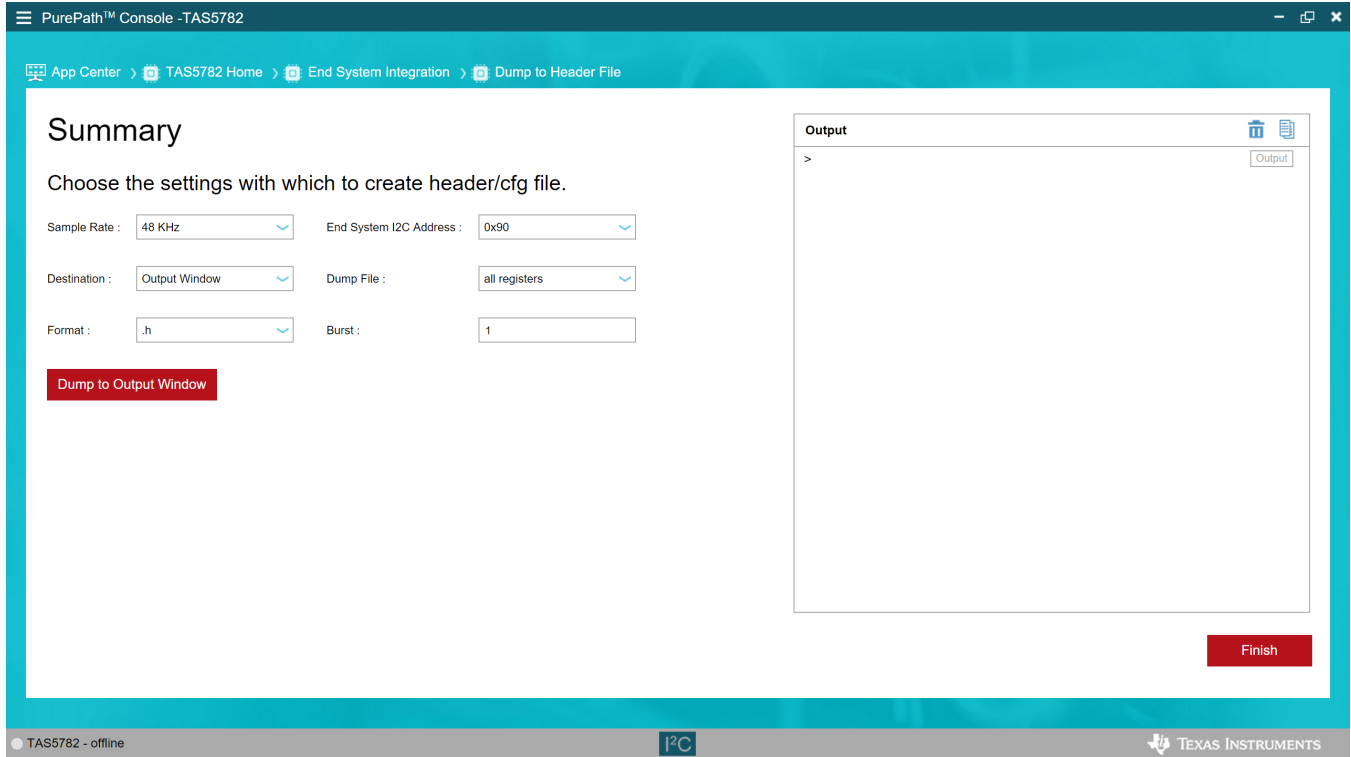 PurePath™ Console -TAS5782
App Center > TAS5782 Home > End System Integration > Dump to Header File
Summary
Choose the settings with which to create header/cfg file.
Sample Rate : 48 KHz End System I2C Address : 0x90
Destination : Output Window Dump File : all registers
Format : .h Burst : 1
Dump to Output Window
Output
>
Output
Finish
TAS5782 - offline
I²C
TEXAS INSTRUMENTS